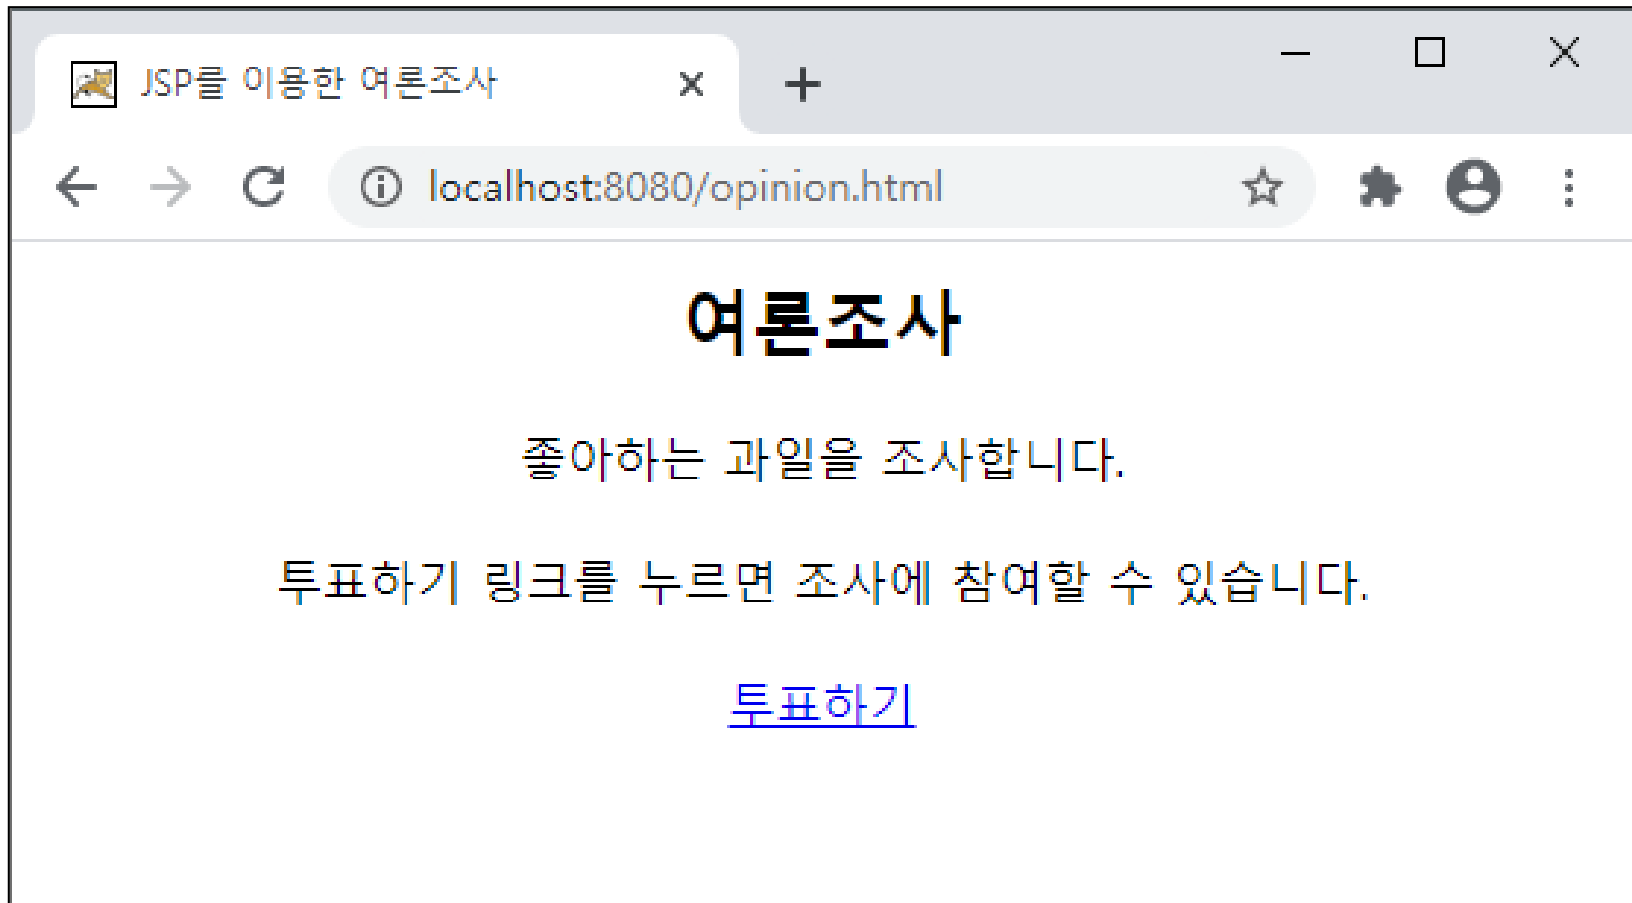 JSP를 이용한 여론조사
localhost:8080/opinion.html
여론조사
좋아하는 과일을 조사합니다.
투표하기 링크를 누르면 조사에 참여할 수 있습니다.
투표하기